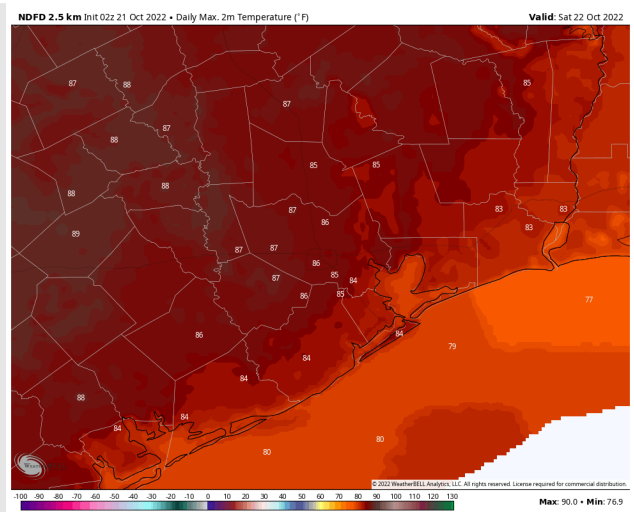 NDFD 2.5 km Init 02z 21 Oct 2022 • Daily Max. 2m Temperature (°F) Valid: Sat 22 Oct 2022
87 88 85
87
87
88
85 85
88 88
87 83 83
86 83
89
87 87
86
87 85 84
86 85 77
86 84 79
84
84
88
84
84 80
80
© 2022 WeatherBELL Analytics, LLC. All rights reserved. License required for commercial distribution.
-100 -90 -80 -70 -60 -50 -40 -30 -20 -10 0 10 20 30 40 50 60 70 80 90 100 110 120 130
Max: 90.0 • Min: 76.9